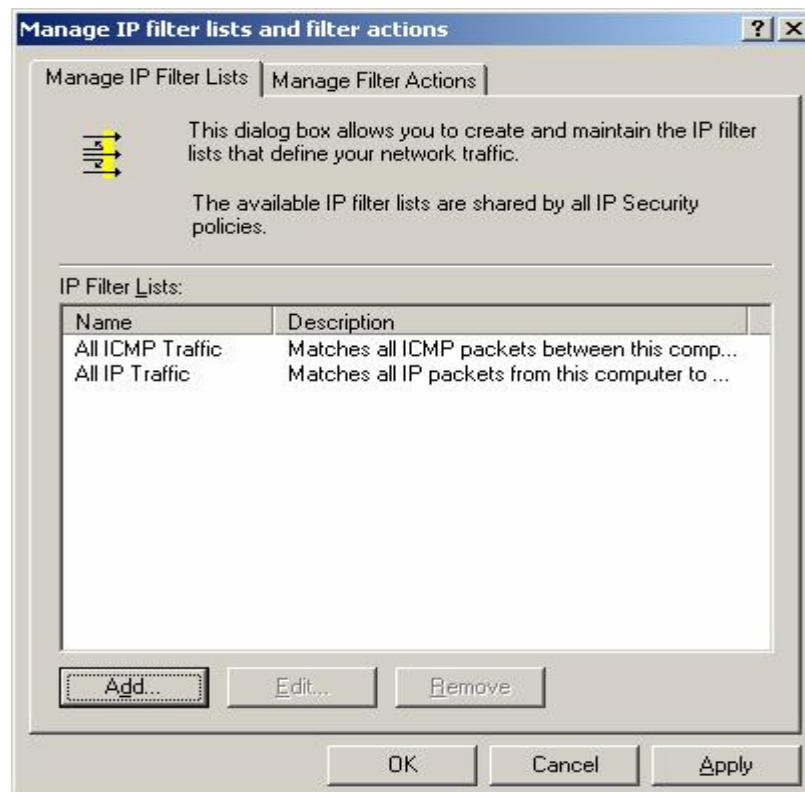 Manage IP filter lists and filter actions
Manage IP Filter Lists
Manage Filter Actions
This dialog box allows you to create and maintain the IP filter
lists that define your network traffic.
The available IP filter lists are shared by all IP Security
policies.
IP Filter Lists:
Name Description
All ICMP Traffic Matches all ICMP packets between this comp...
All IP Traffic Matches all IP packets from this computer to ...
Add... Edit... Remove
OK Cancel Apply